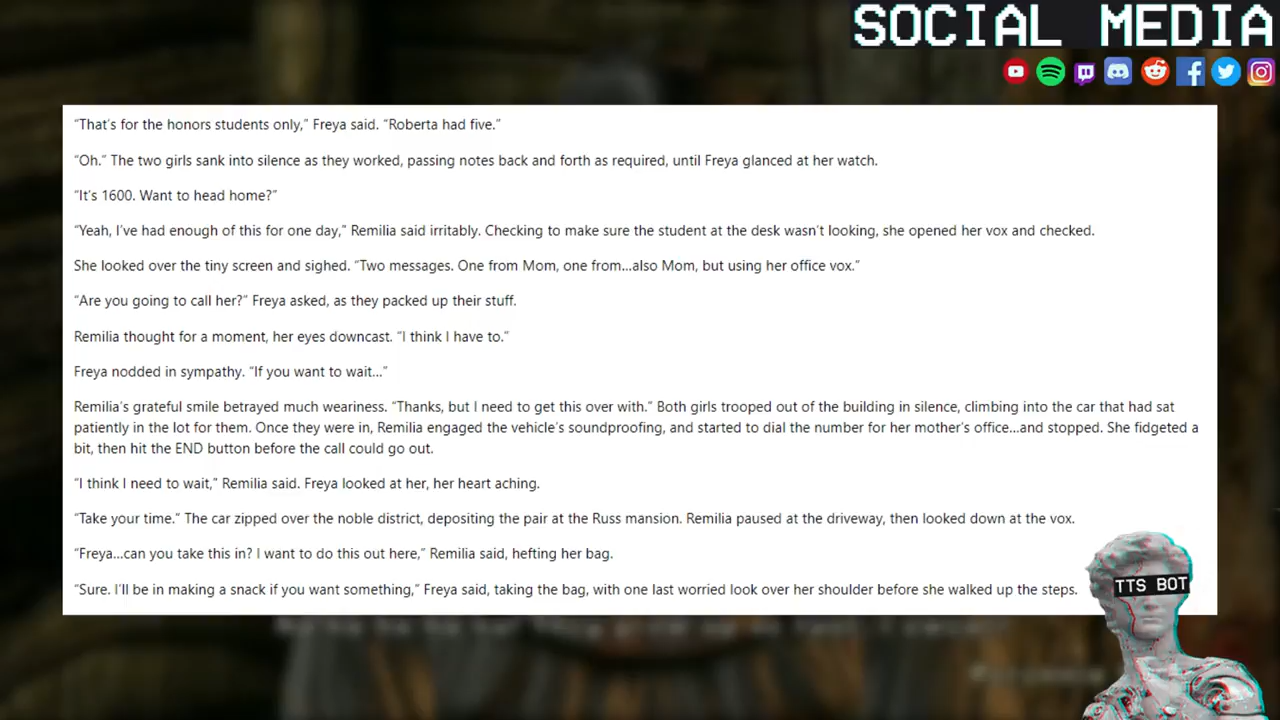 SOCIAL MEDIA
“That’s for the honors students only,” Freya said. “Roberta had five.”
“Oh.” The two girls sank into silence as they worked, passing notes back and forth as required, until Freya glanced at her watch.
“It’s 1600. Want to head home?”
“Yeah, I’ve had enough of this for one day,” Remilia said irritably. Checking to make sure the student at the desk wasn’t looking, she opened her vox and checked.
She looked over the tiny screen and sighed. “Two messages. One from Mom, one from…also Mom, but using her office vox.”
“Are you going to call her?” Freya asked, as they packed up their stuff.
Remilia thought for a moment, her eyes downcast. “I think I have to.”
Freya nodded in sympathy. “If you want to wait…”
Remilia’s grateful smile betrayed much weariness. “Thanks, but I need to get this over with.” Both girls trooped out of the building in silence, climbing into the car that had sat
patiently in the lot for them. Once they were in, Remilia engaged the vehicle’s soundproofing, and started to dial the number for her mother’s office…and stopped. She fidgeted a
bit, then hit the END button before the call could go out.
“I think I need to wait,” Remilia said. Freya looked at her, her heart aching.
“Take your time.” The car zipped over the noble district, depositing the pair at the Russ mansion. Remilia paused at the driveway, then looked down at the vox.
“Freya…can you take this in? I want to do this out here,” Remilia said, hefting her bag.
“Sure. I’ll be in making a snack if you want something,” Freya said, taking the bag, with one last worried look over her shoulder before she walked up the steps.
TTS BOT